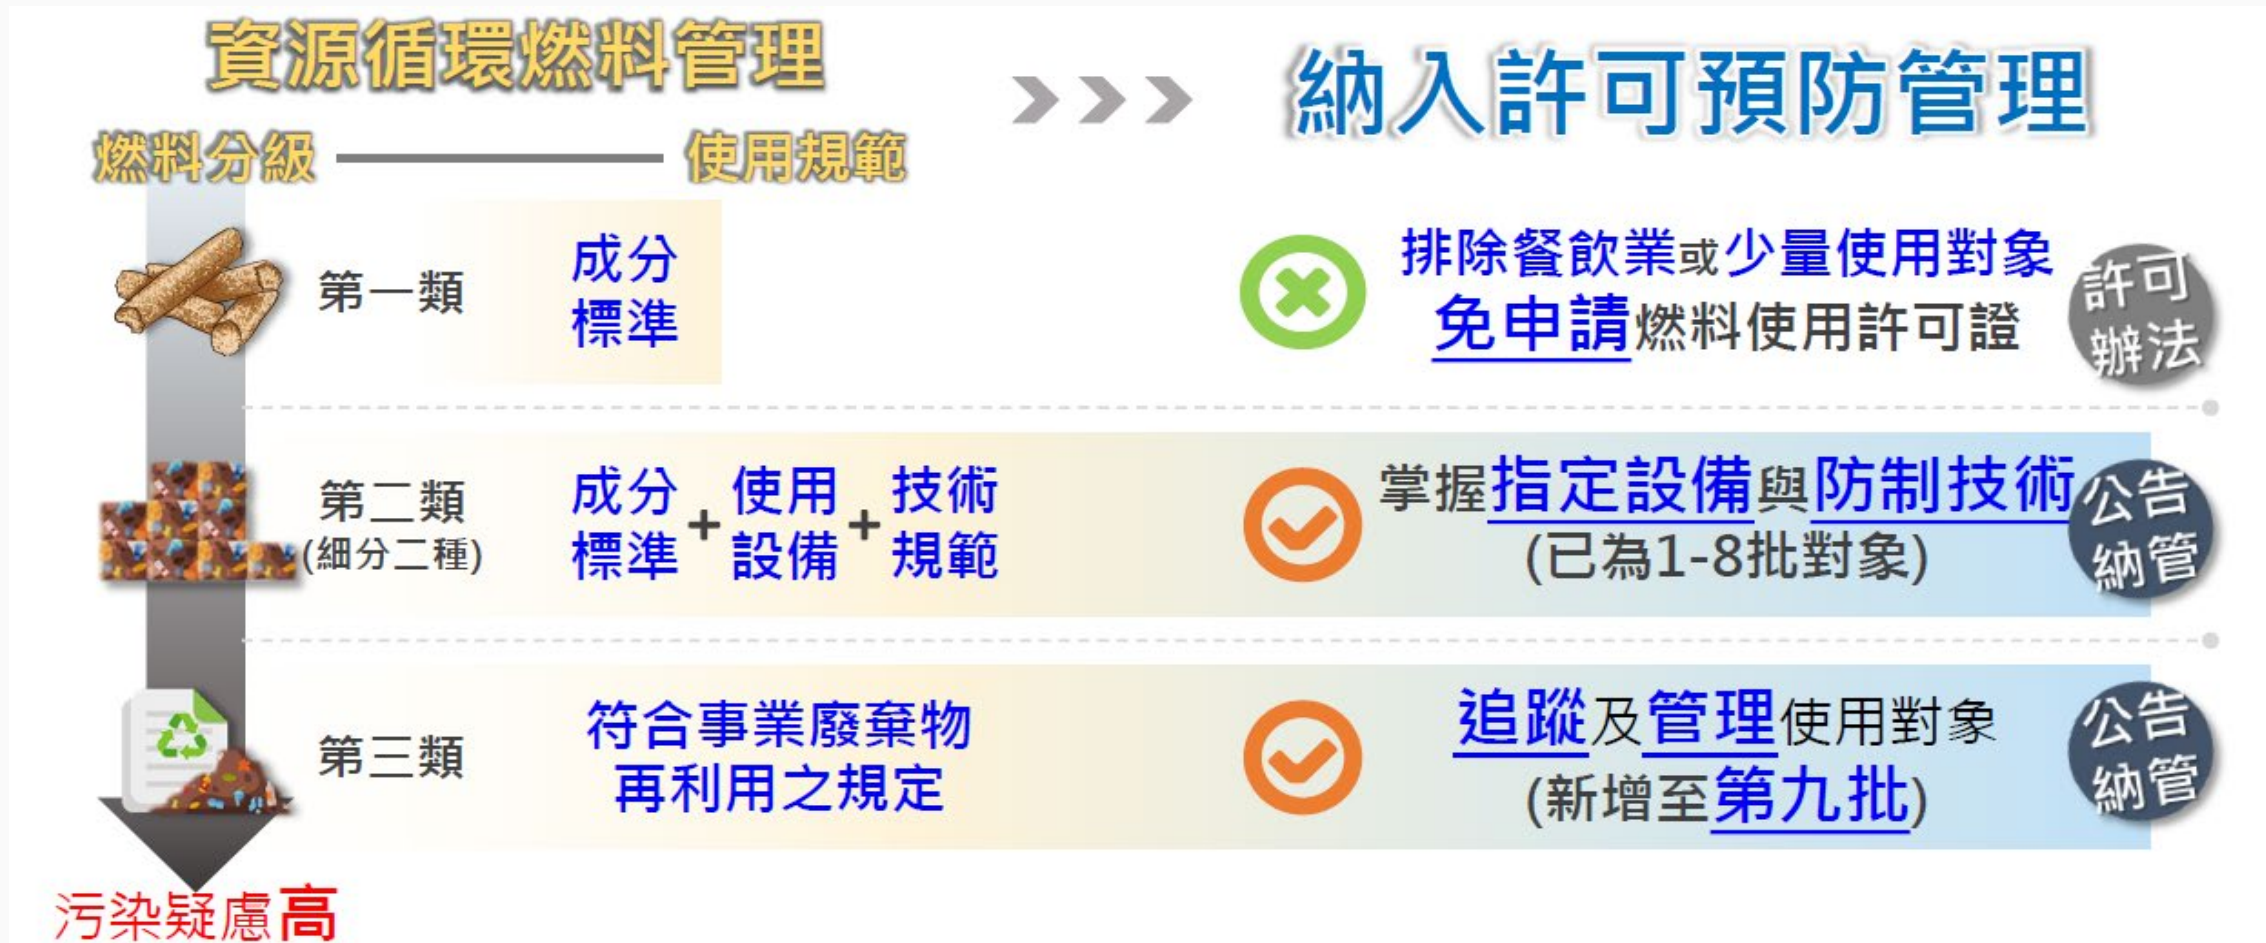 資源循環燃料管理
納入許可預防管理
燃料分級
使用規範
第一類
成分
標準
排除餐飲業或少量使用對象
免申請燃料使用許可證
許可
辦法
第二類
(細分二種)
成分
標準
+
使用
設備
+
技術
規範
掌握指定設備與防制技術
(已為1-8批對象)
公告
納管
第三類
符合事業廢棄物
再利用之規定
追蹤及管理使用對象
(新增至第九批)
公告
納管
污染疑慮高